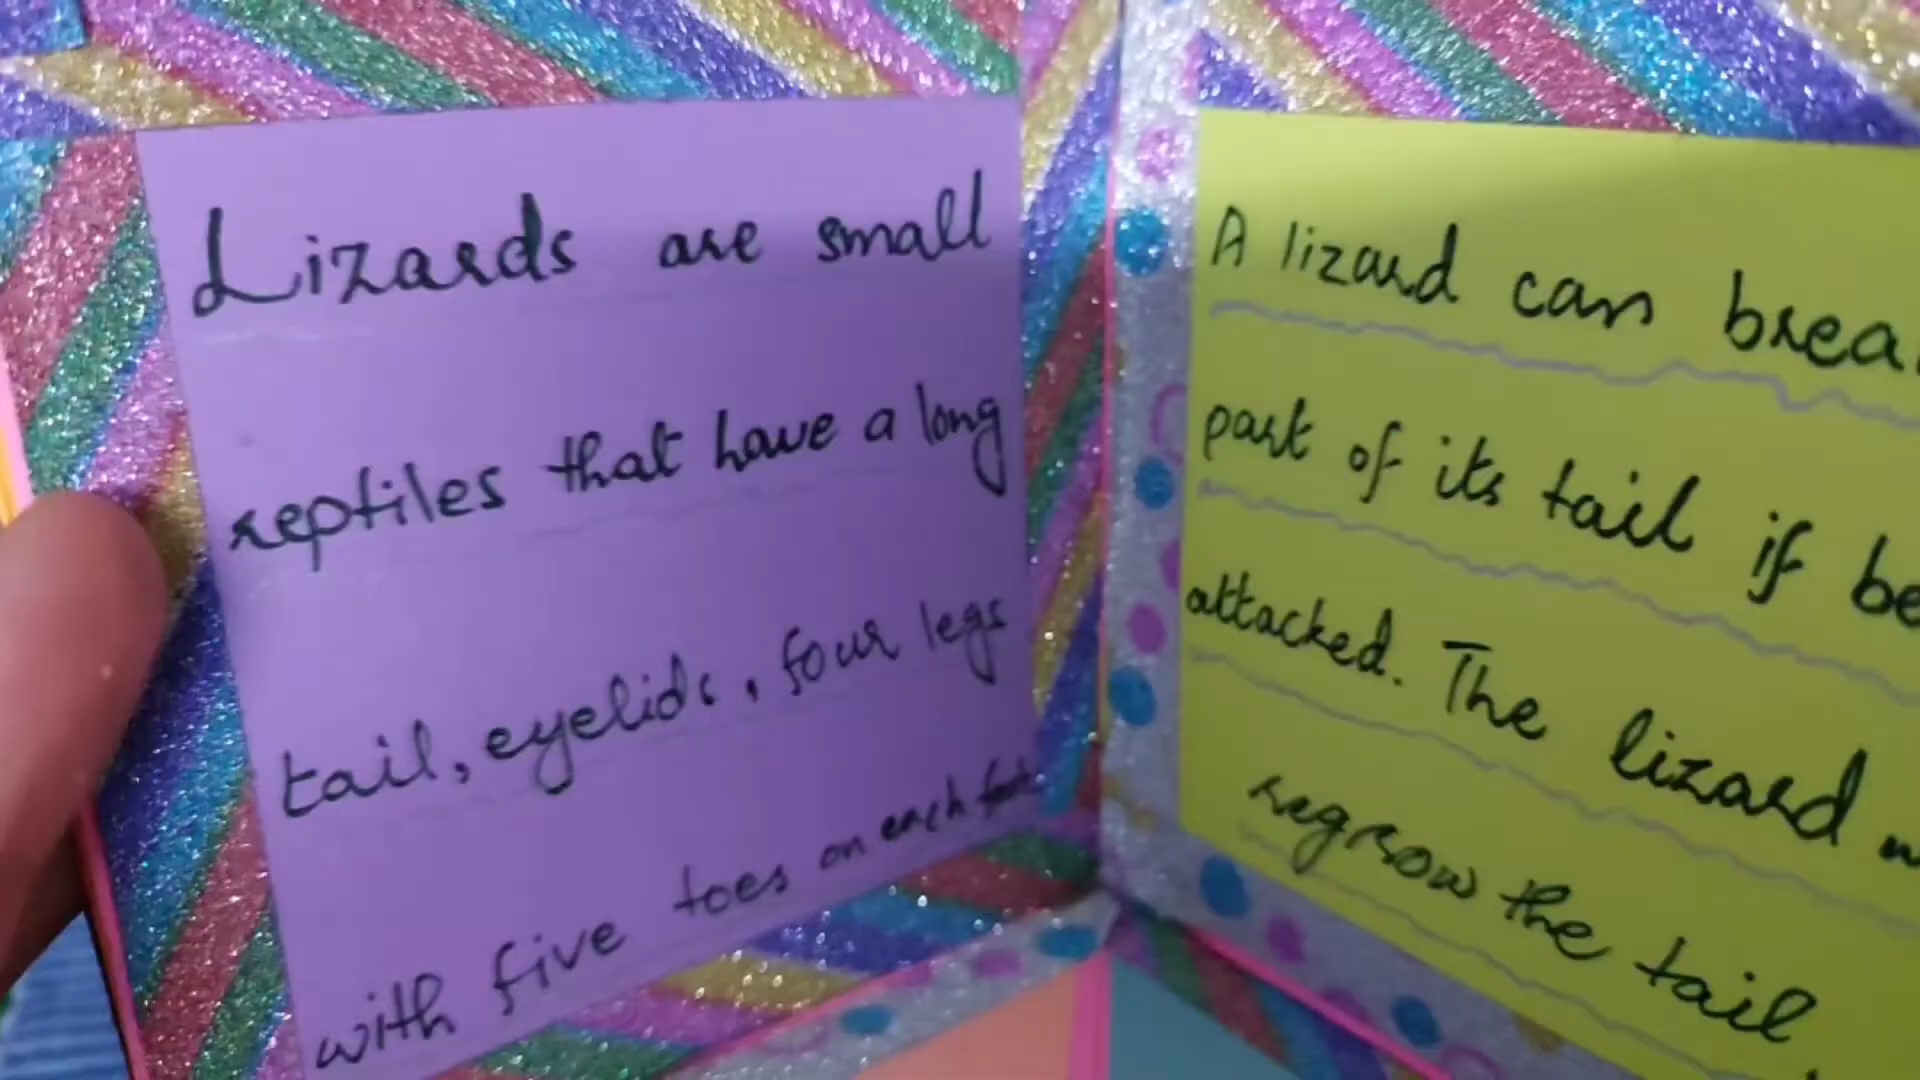 Lizards are small
reptiles that have a long
tail, eyelids, four legs
with five toes on each foot
A lizard can brea
part of its tail if be
attacked. The lizard
regrow the tail